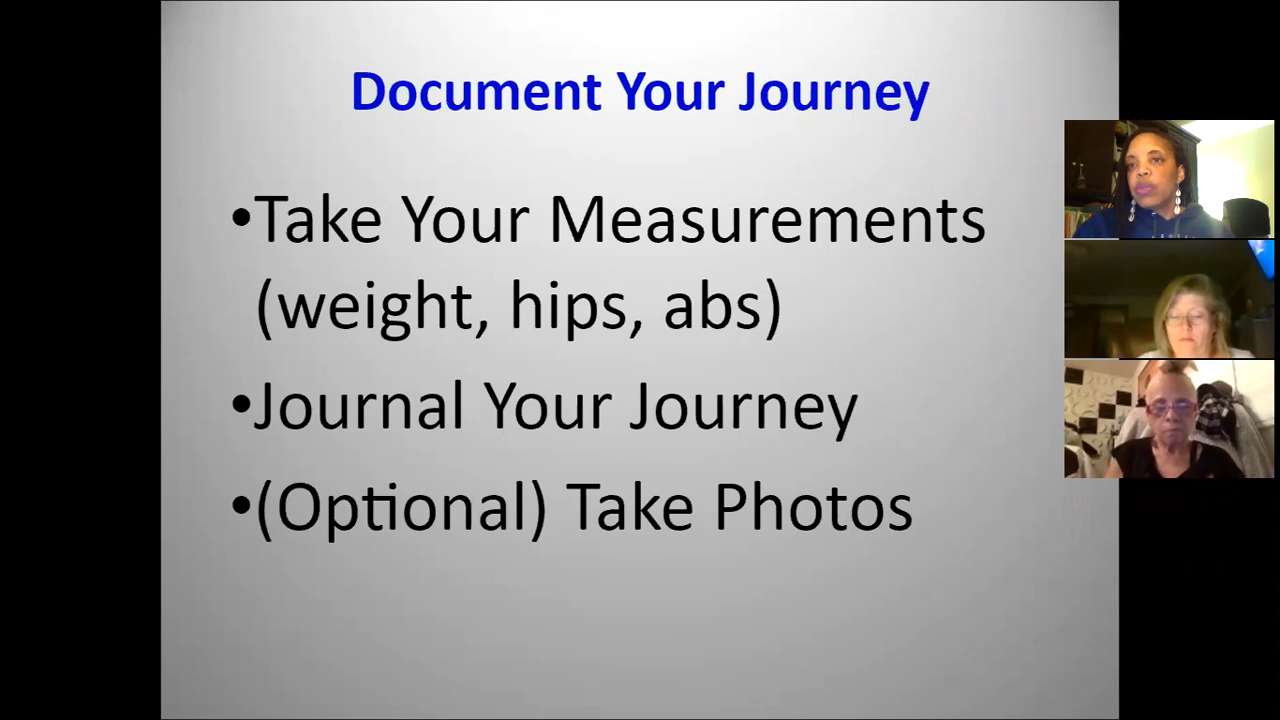 Document Your Journey
•Take Your Measurements
(weight, hips, abs)
•Journal Your Journey
•(Optional) Take Photos